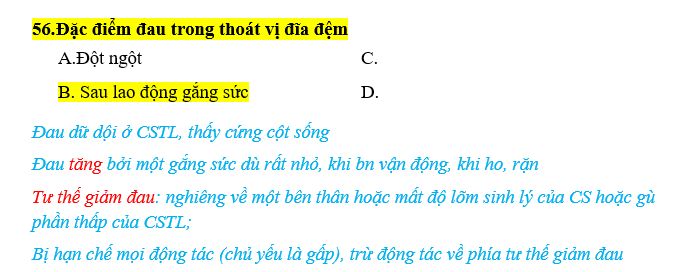 56.Đặc điểm đau trong thoát vị đĩa đệm
A.Đột ngột C.
B. Sau lao động gắng sức D.
Đau dữ dội ở CSTL, thấy cứng cột sống
Đau tăng bởi một gắng sức dù rất nhỏ, khi bn vận động, khi ho, rặn
Tư thế giảm đau: nghiêng về một bên thân hoặc mất độ lõm sinh lý của CS hoặc gù
phần thấp của CSTL;
Bị hạn chế mọi động tác (chủ yếu là gấp), trừ động tác về phía tư thế giảm đau